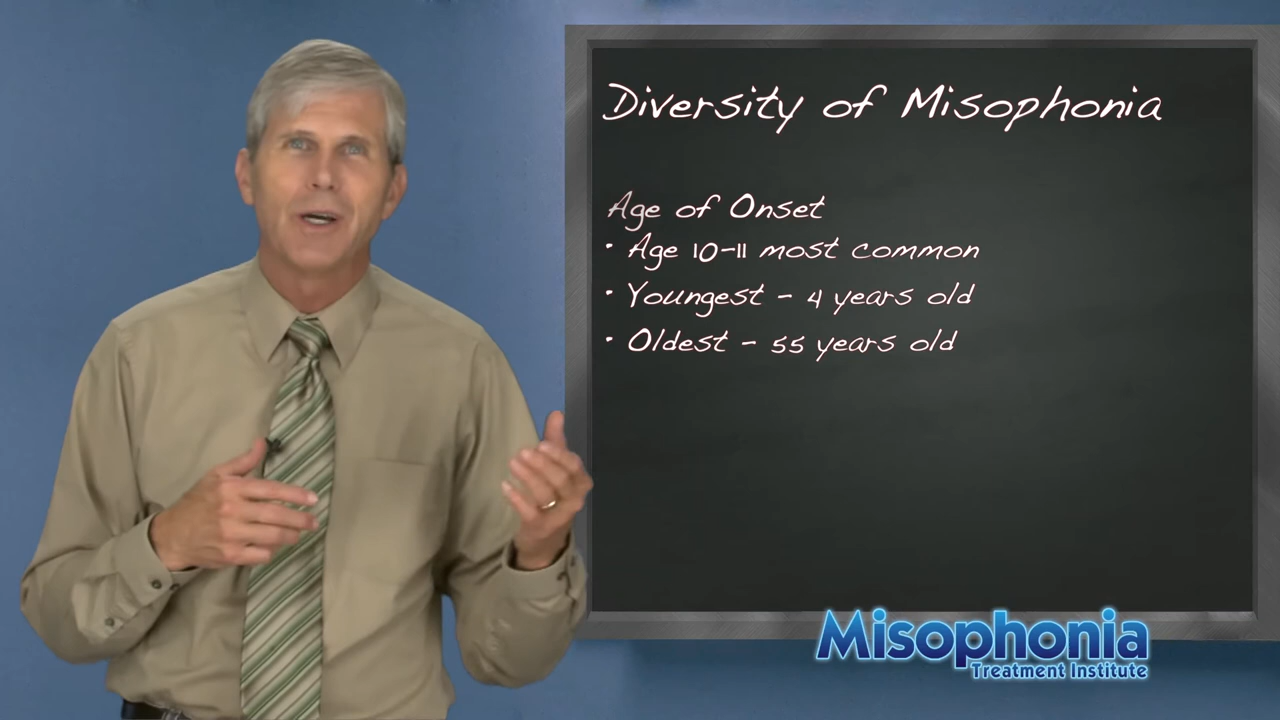 Diversity of Misophonia
Age of Onset
• Age 10-11 most common
• Youngest - 4 years old
• Oldest - 55 years old
Misophonia
Treatment Institute